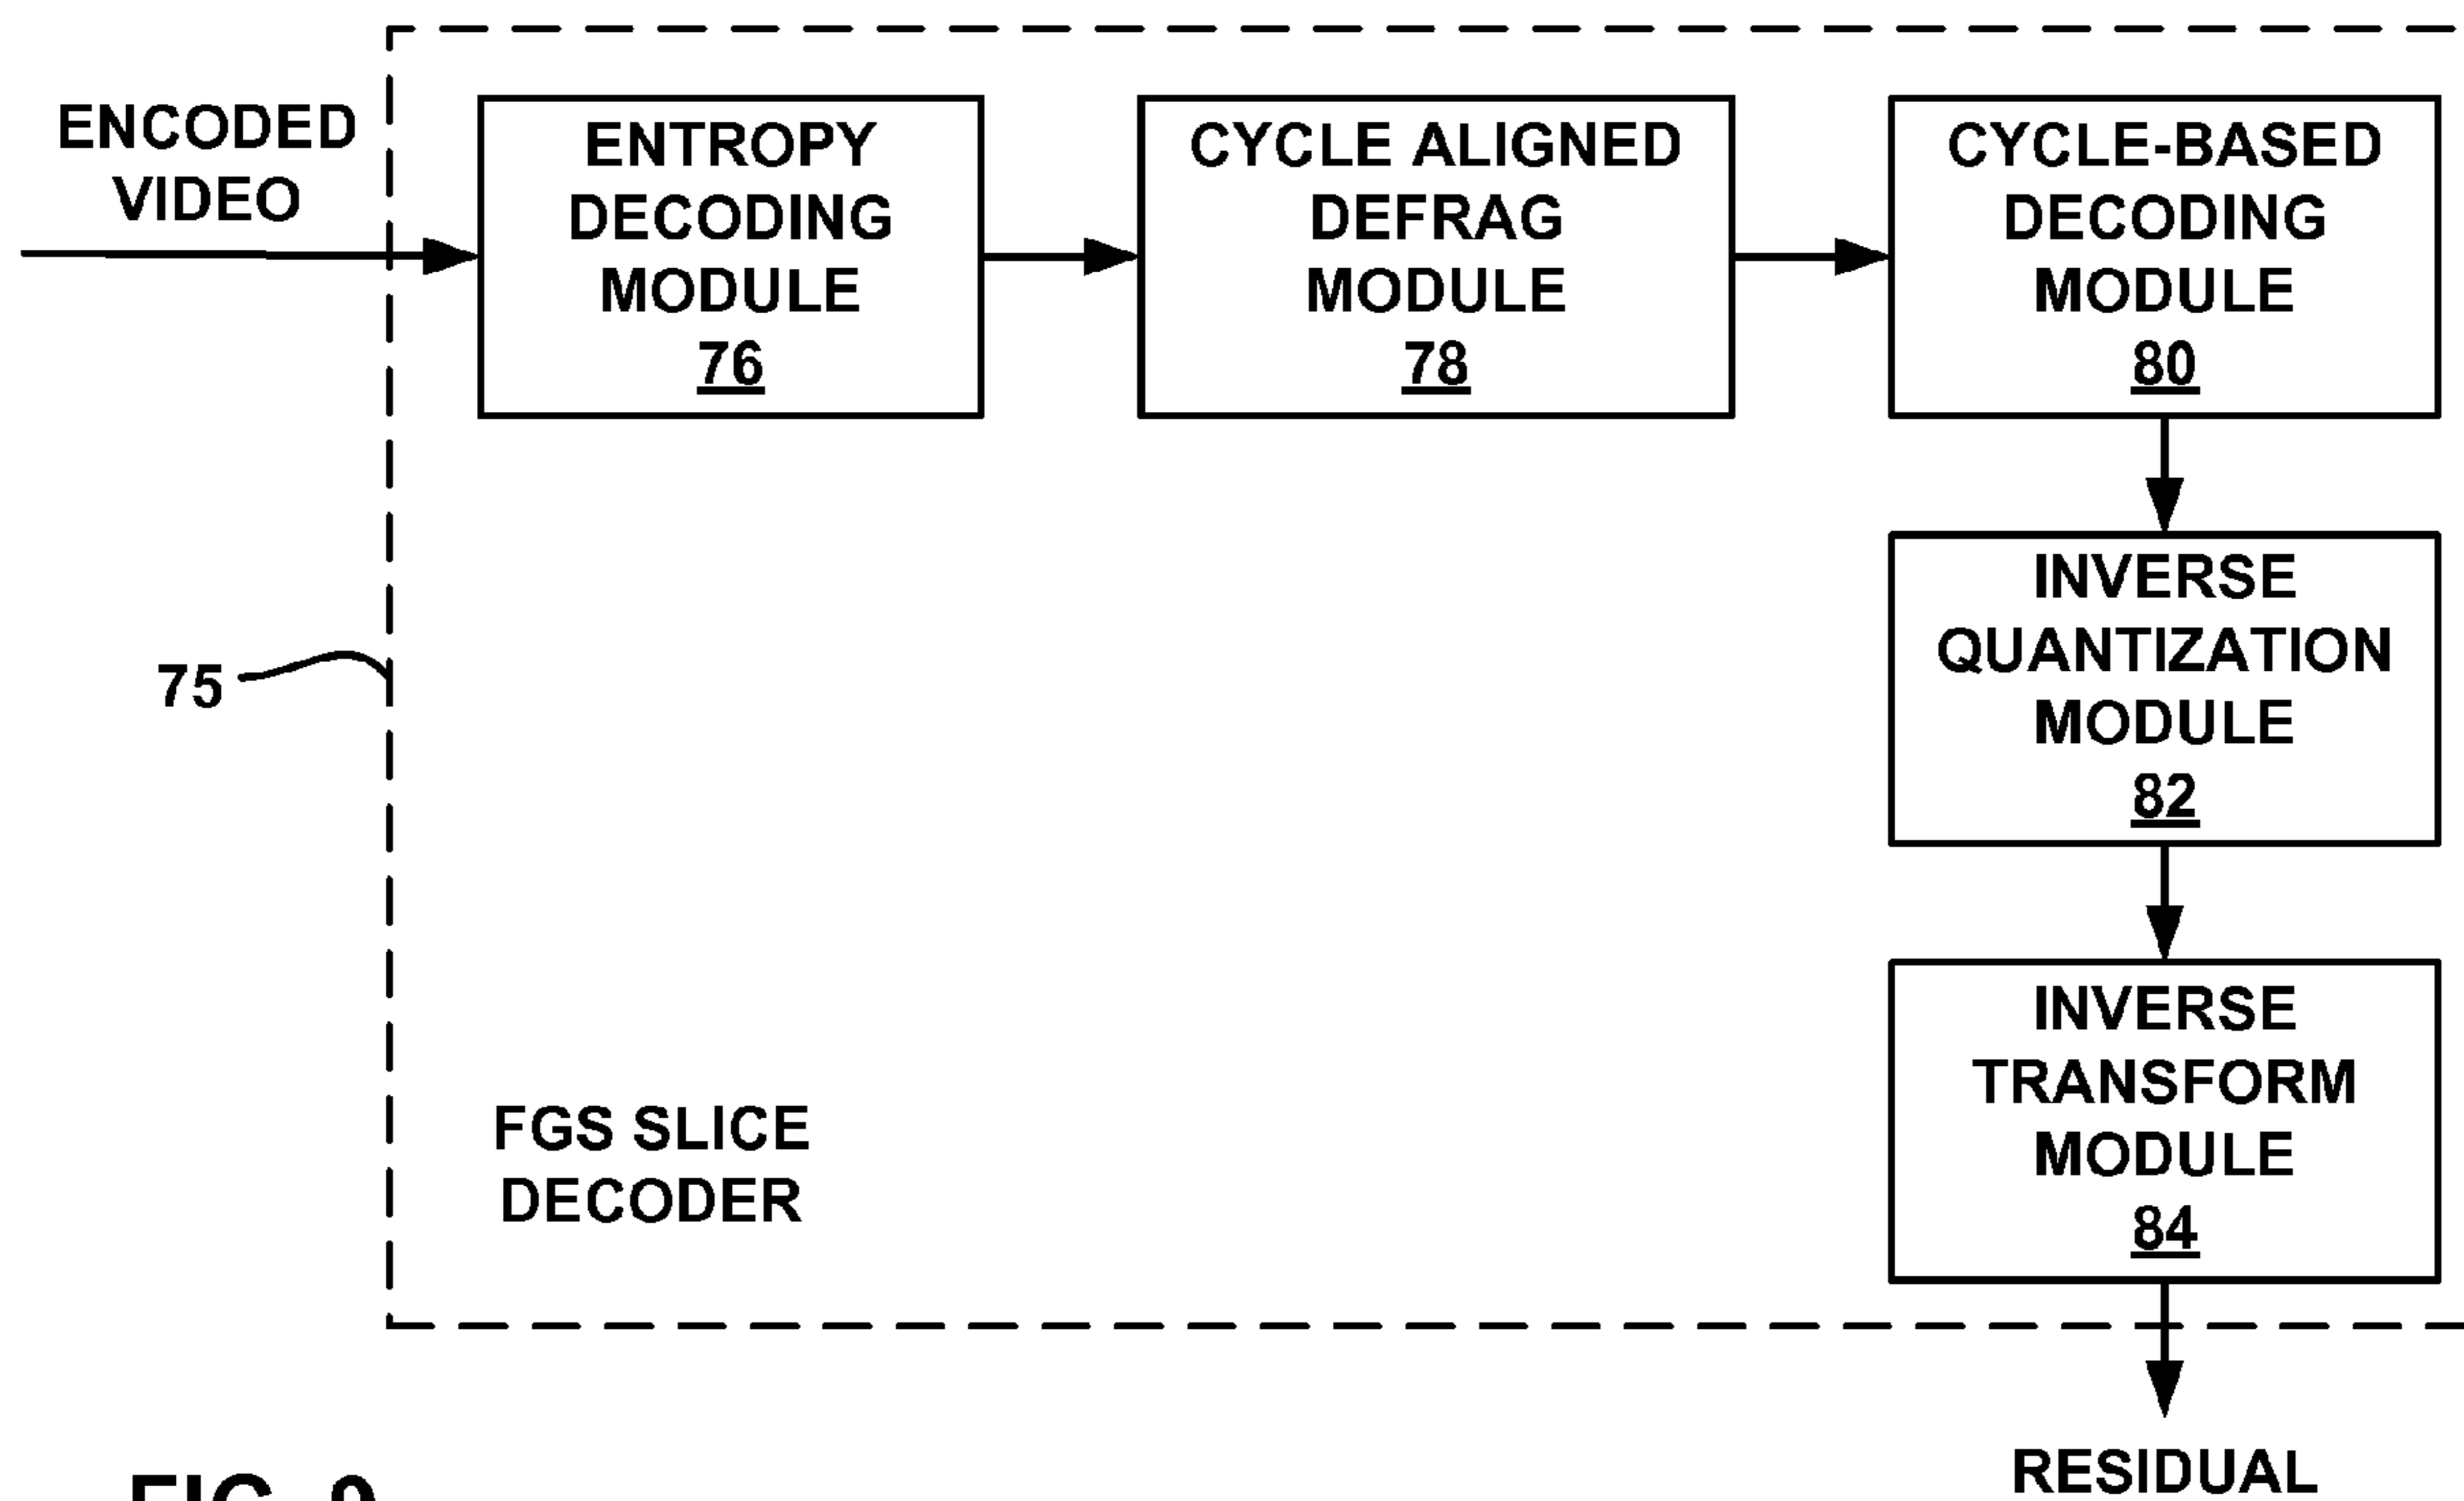 ENCODED
VIDEO
ENTROPY
DECODING
MODULE
76
CYCLE ALIGNED
DEFRAG
MODULE
78
CYCLE-BASED
DECODING
MODULE
80
INVERSE
QUANTIZATION
MODULE
82
75
INVERSE
TRANSFORM
MODULE
84
FGS SLICE
DECODER
RESIDUAL
FIG.